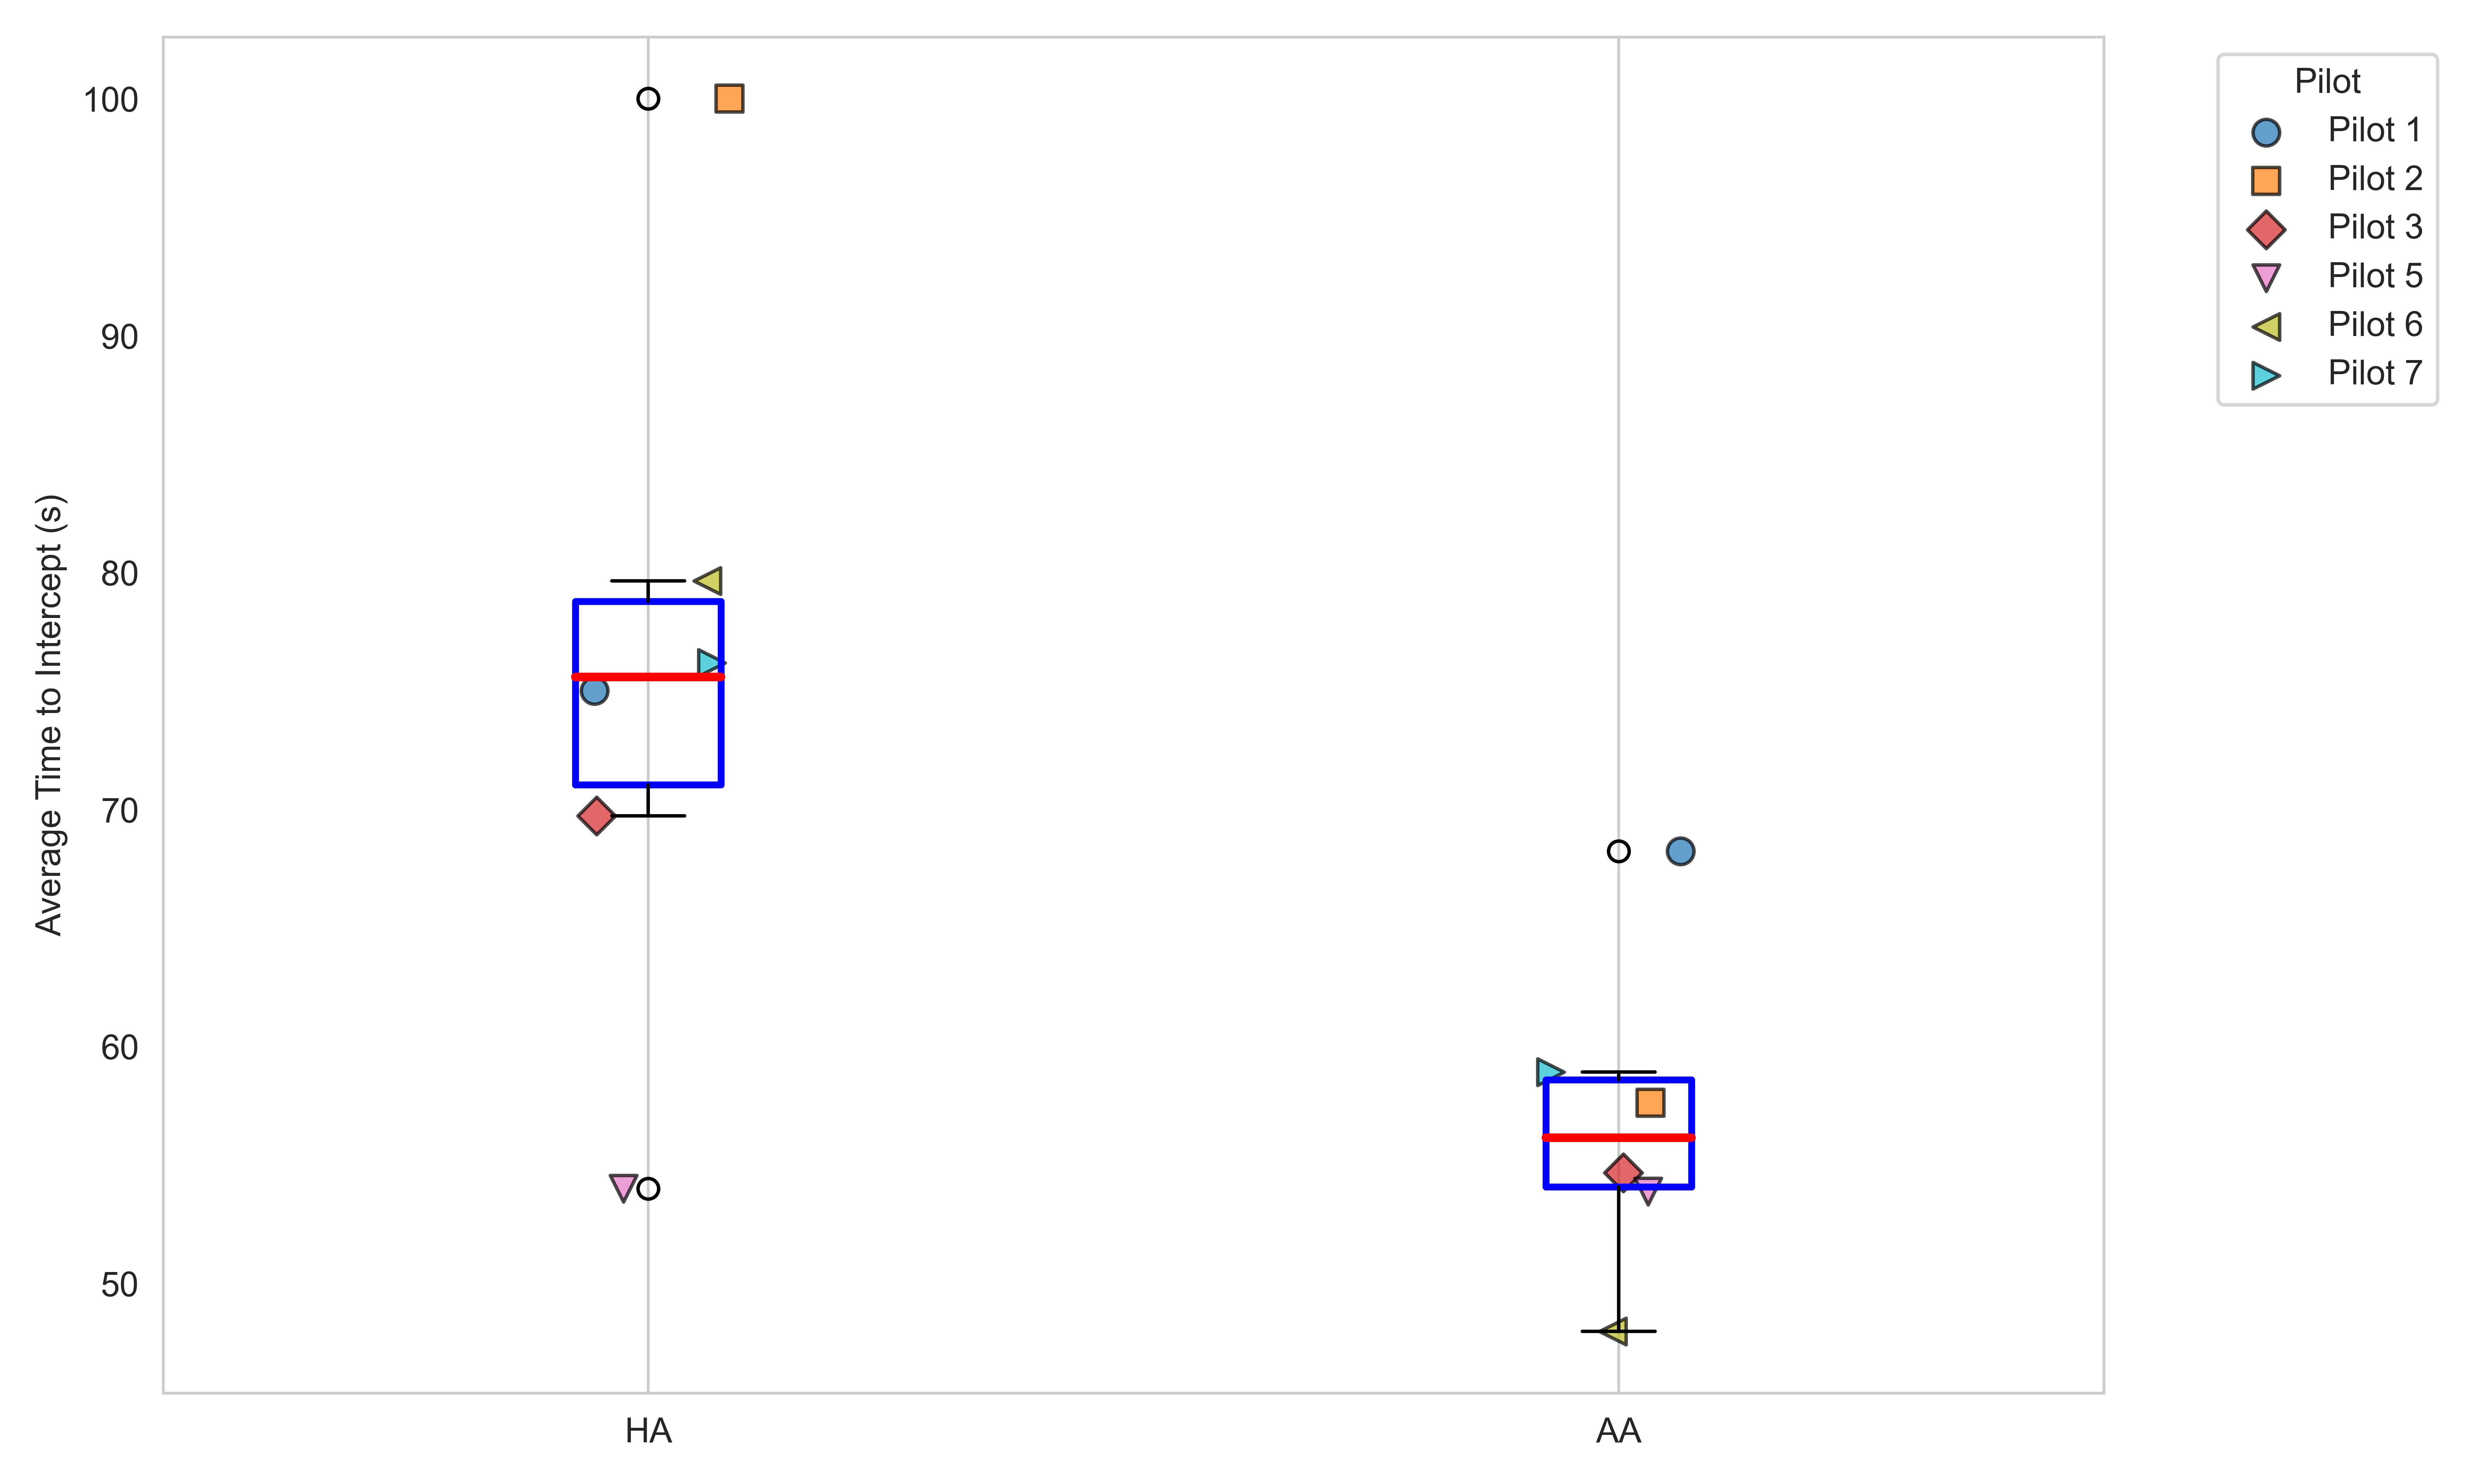 Average Time to Intercept (s)
100
90
80
70
60
50
HA
AA
Pilot
Pilot 1
Pilot 2
Pilot 3
Pilot 5
Pilot 6
Pilot 7